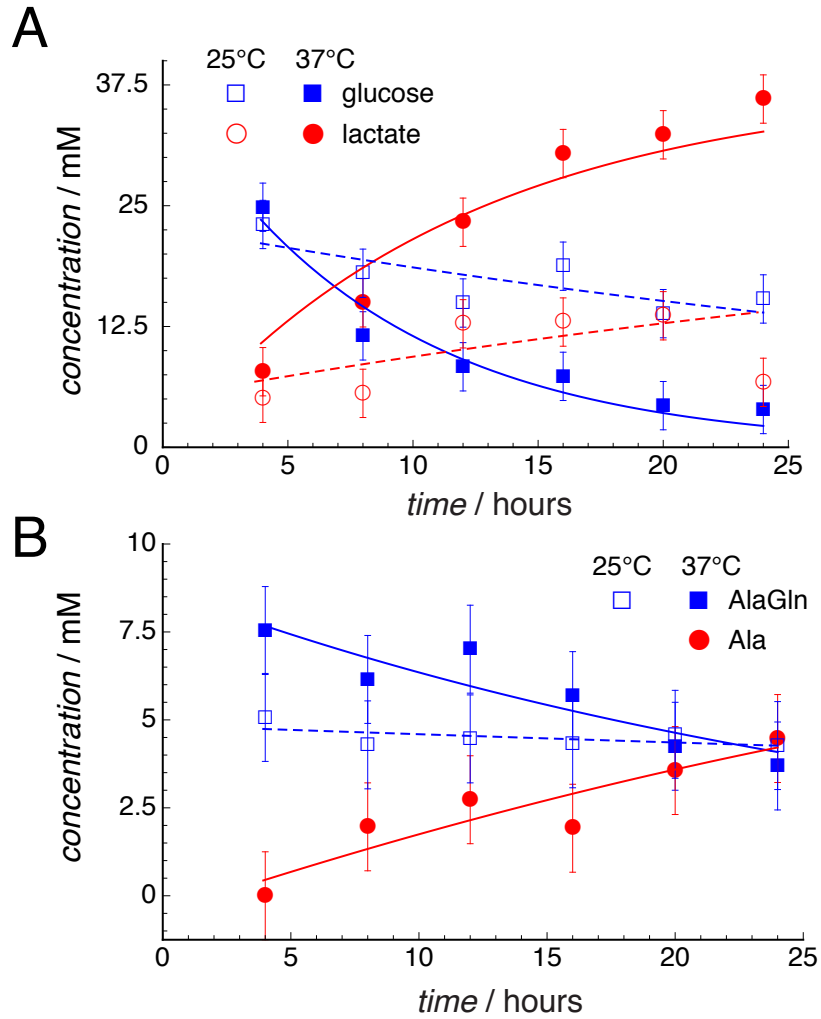 A
25°C 37°C
glucose
lactate
concentration / mM
37.5
25
12.5
0
0 5 10 15 20 25
time / hours
B
25°C 37°C
AlaGln
Ala
concentration / mM
10
7.5
5
2.5
0
0 5 10 15 20 25
time / hours